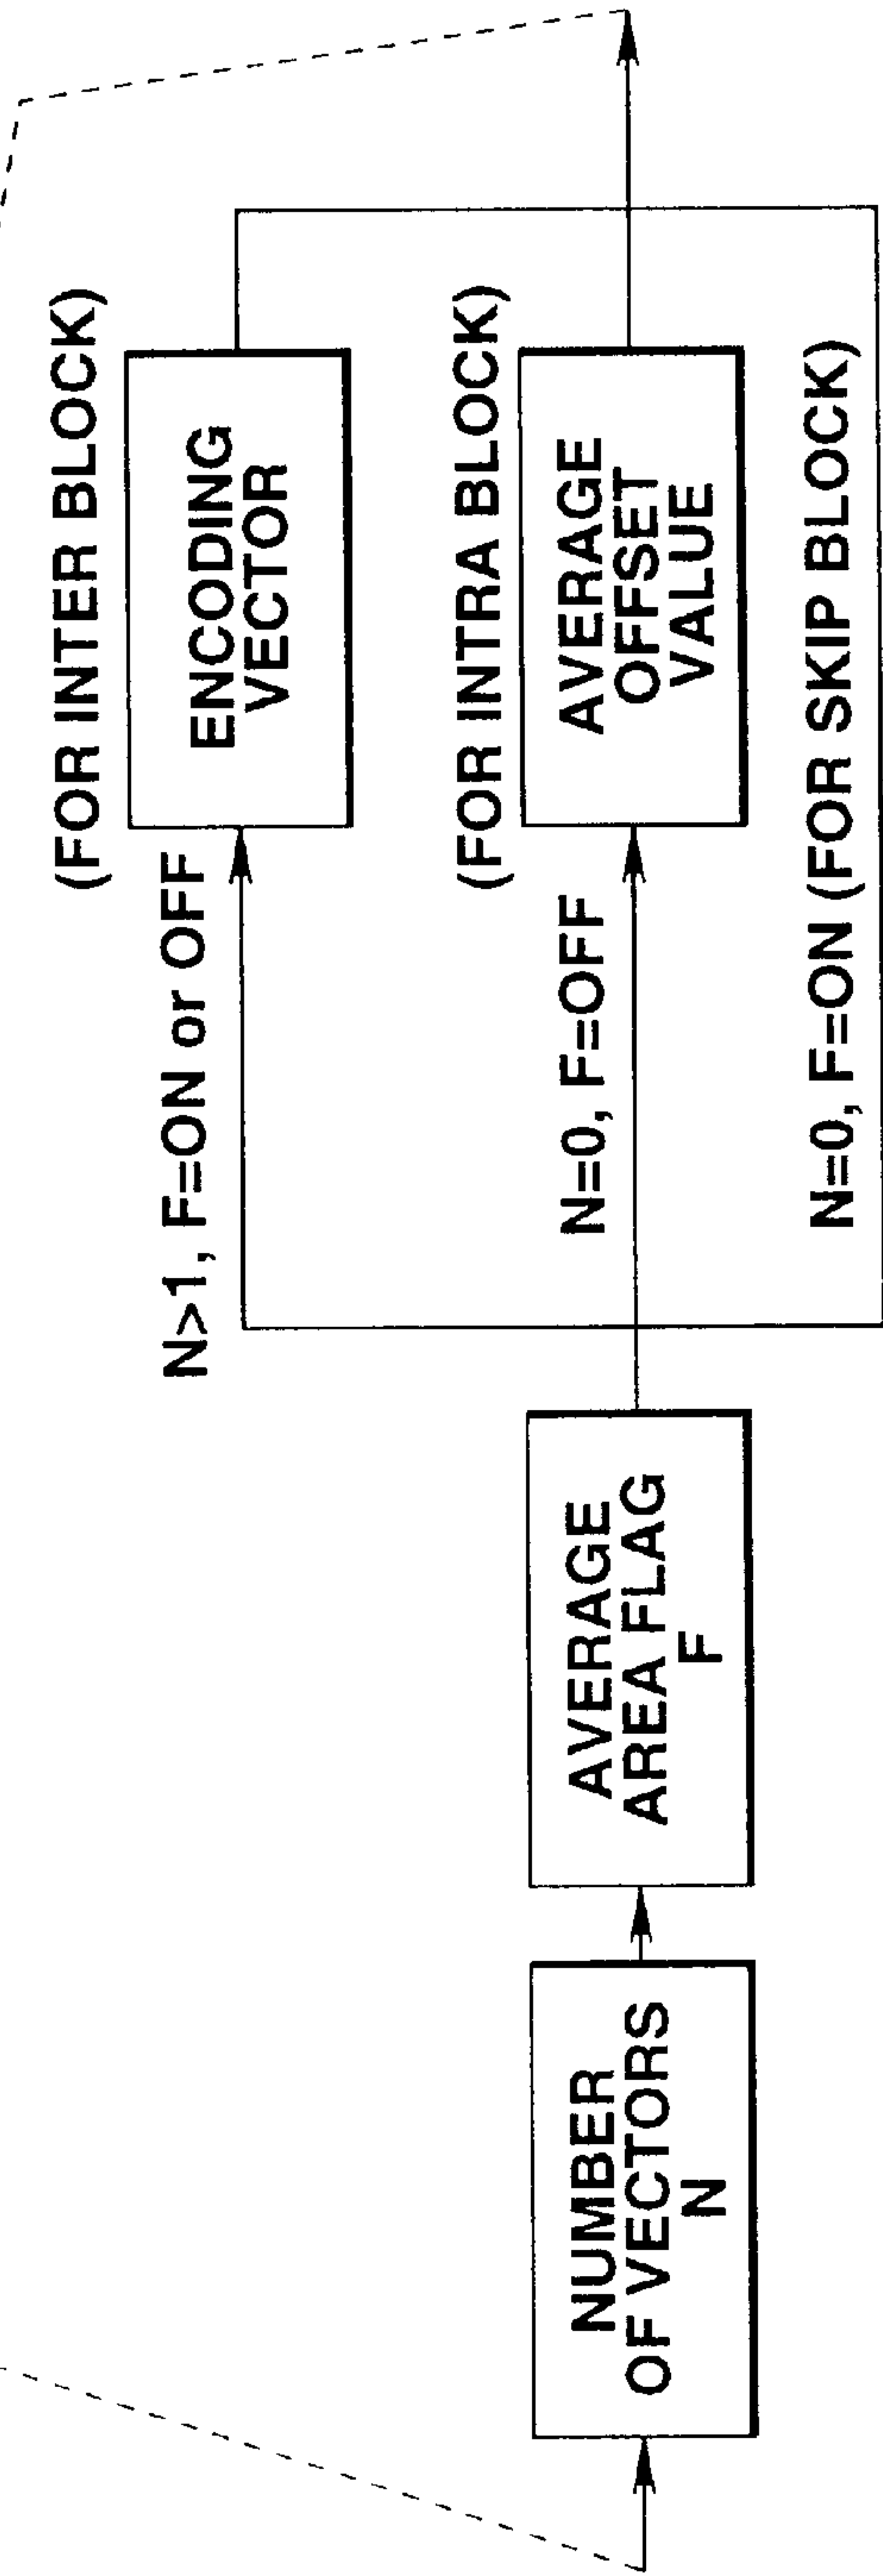 (FOR INTER BLOCK)
N>1, F=ON or OFF
ENCODING
VECTOR
(FOR INTRA BLOCK)
NUMBER
OF VECTORS
N
AVERAGE
AREA FLAG
F
N=0, F=OFF
AVERAGE
OFFSET
VALUE
N=0, F=ON (FOR SKIP BLOCK)